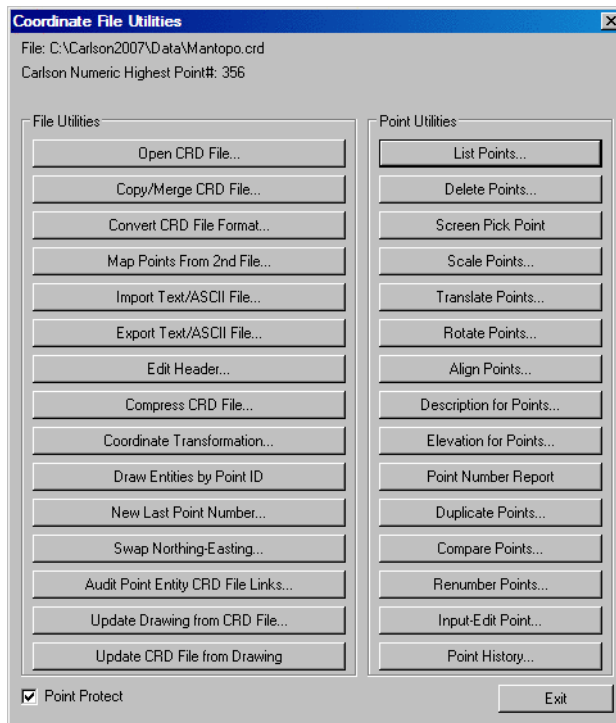 Coordinate File Utilities
File: C:\Carlson2007\Data\Mantopo.crd
Carlson Numeric Highest Point#: 356
File Utilities
Open CRD File...
Copy/Merge CRD File...
Convert CRD File Format...
Map Points From 2nd File...
Import Text/ASCII File...
Export Text/ASCII File...
Edit Header...
Compress CRD File...
Coordinate Transformation...
Draw Entities by Point ID
New Last Point Number...
Swap Northing-Easting...
Audit Point Entity CRD File Links...
Update Drawing from CRD File...
Update CRD File from Drawing
Point Utilities
List Points...
Delete Points...
Screen Pick Point
Scale Points...
Translate Points...
Rotate Points...
Align Points...
Description for Points...
Elevation for Points...
Point Number Report
Duplicate Points...
Compare Points...
Renumber Points...
Input-Edit Point...
Point History...
Point Protect
Exit